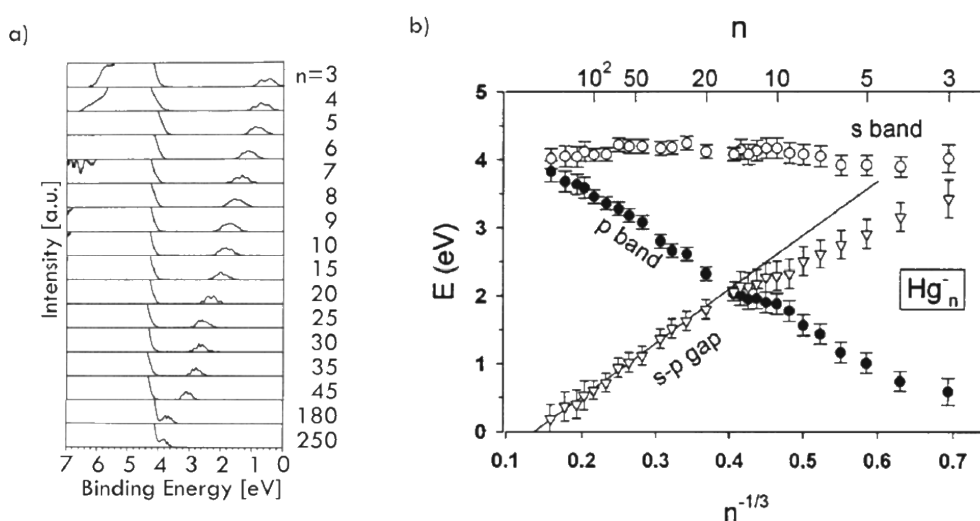 a)
n=3
4
5
6
7
8
9
10
15
20
25
30
35
45
180
250
Intensity [a.u.]
7 6 5 4 3 2 1 0
Binding Energy [eV]
b)
n
10² 50 20 10 5 3
5
4
3
2
1
0
E (eV)
s band
p band
s-p gap
Hg⁻ₙ
0.1 0.2 0.3 0.4 0.5 0.6 0.7
n⁻¹/³